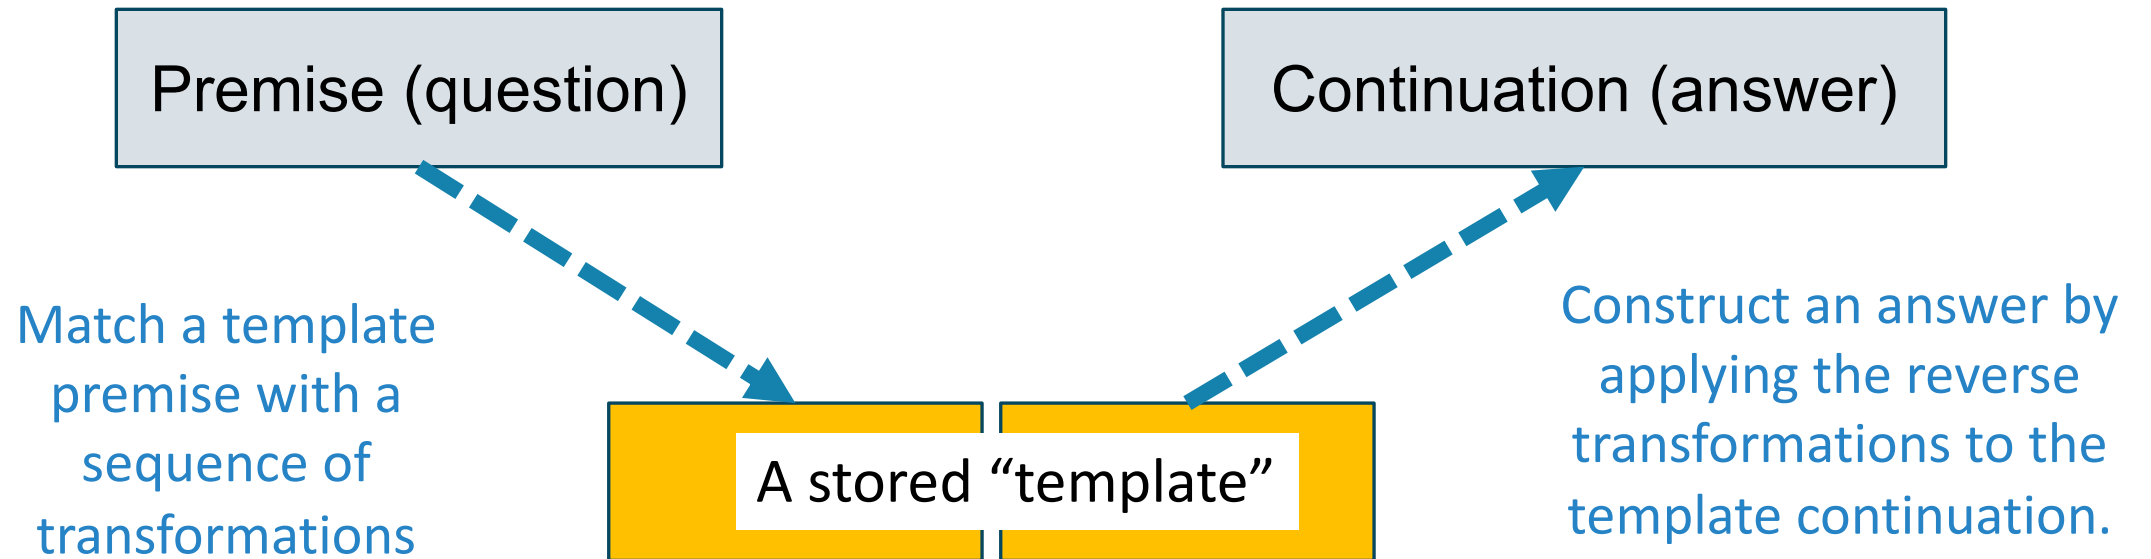 Premise (question)
Continuation (answer)
Match a template
premise with a
sequence of
transformations
A stored “template”
Construct an answer by
applying the reverse
transformations to the
template continuation.